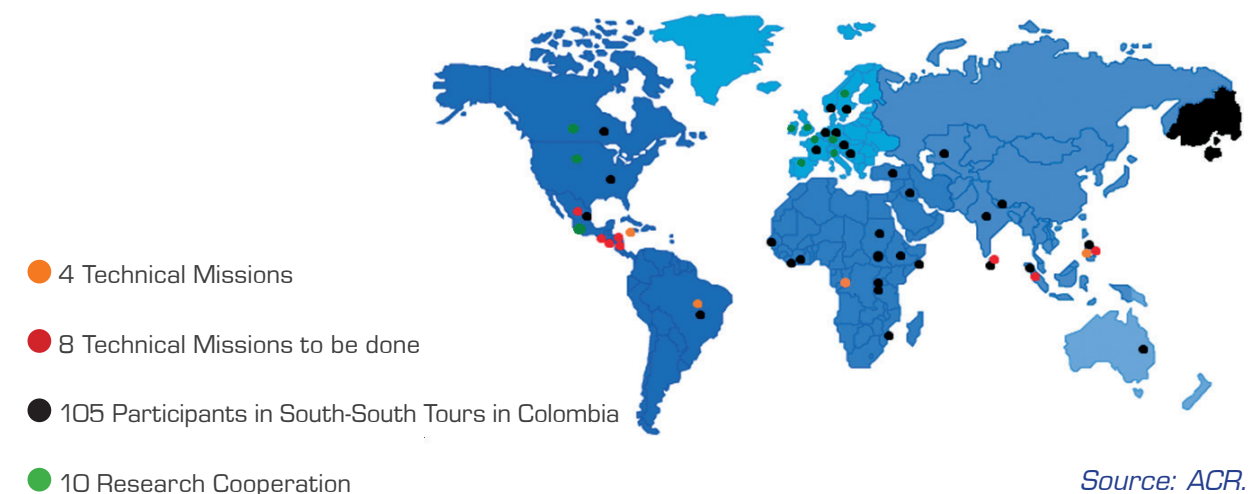 4 Technical Missions
8 Technical Missions to be done
105 Participants in South-South Tours in Colombia
10 Research Cooperation
Source: ACR.